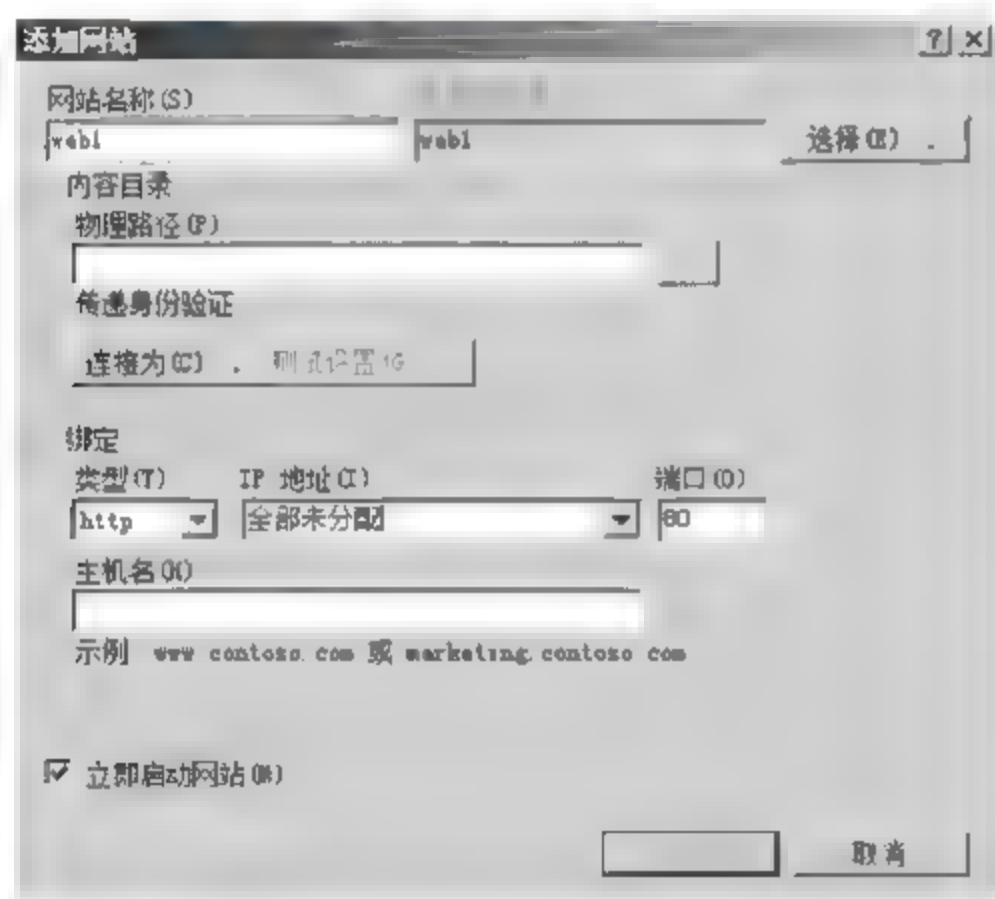 添加网站
网站名称(S)
web1 web1 选择(E) .
内容目录
物理路径(P)
传递身份验证
连接为(C) .
绑定
类型(T) IP 地址(I) 端口(O)
http 全部未分配 80
主机名(H)
示例 www contoso. com 或 marketing. contoso com
立即启动网站(M)
取消